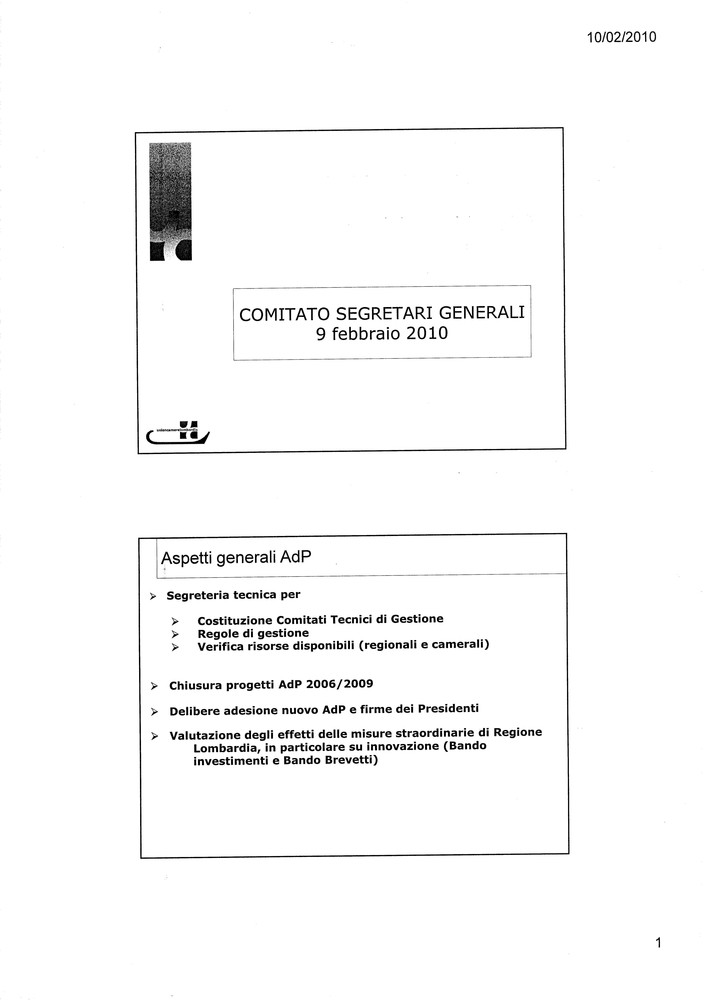 10/02/2010
COMITATO SEGRETARI GENERALI
9 febbraio 2010
unioncamerelombardia
Aspetti generali AdP
➢ Segreteria tecnica per
➢ Costituzione Comitati Tecnici di Gestione
➢ Regole di gestione
➢ Verifica risorse disponibili (regionali e camerali)
➢ Chiusura progetti AdP 2006/2009
➢ Delibere adesione nuovo AdP e firme dei Presidenti
➢ Valutazione degli effetti delle misure straordinarie di Regione
Lombardia, in particolare su innovazione (Bando
investimenti e Bando Brevetti)
1